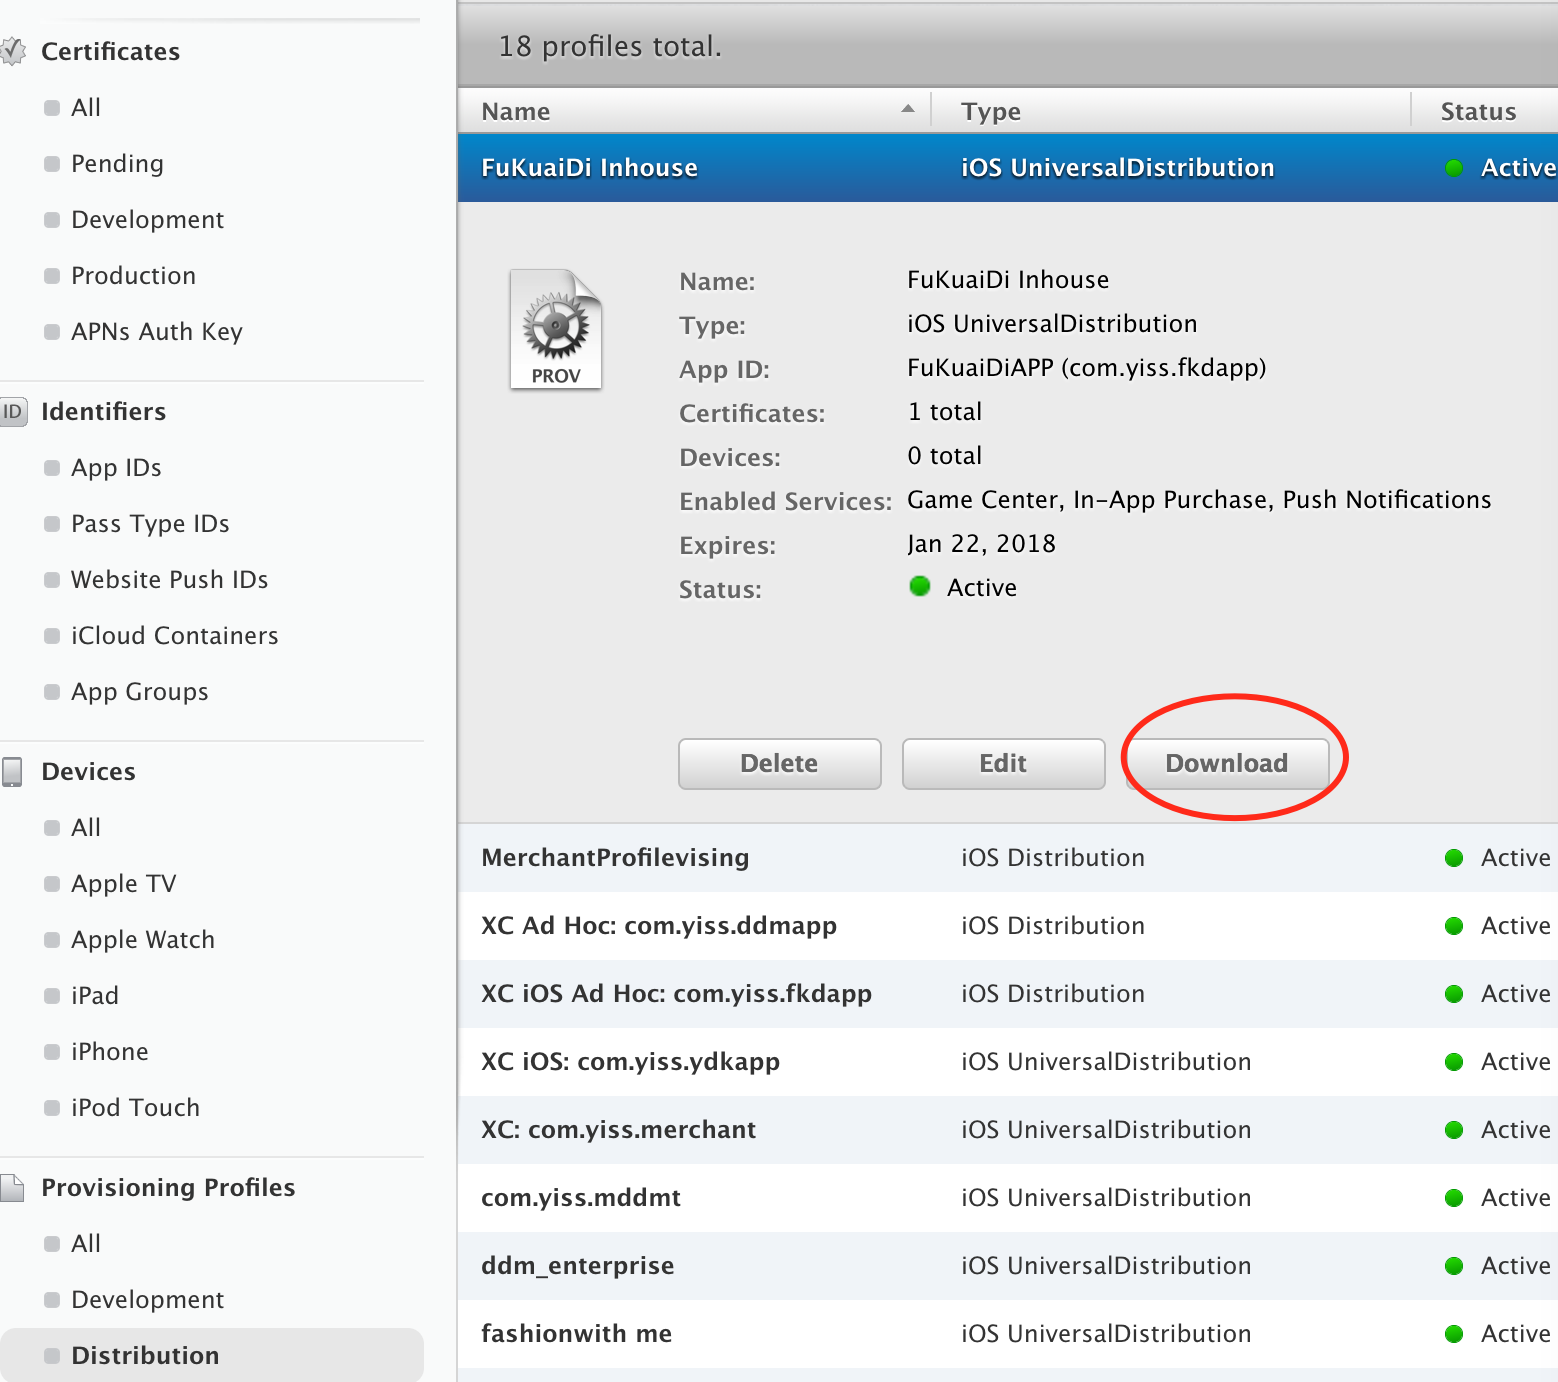 Certificates
All
Pending
Development
Production
APNs Auth Key
ID Identifiers
App IDs
Pass Type IDs
Website Push IDs
iCloud Containers
App Groups
Devices
All
Apple TV
Apple Watch
iPad
iPhone
iPod Touch
Provisioning Profiles
All
Development
Distribution
18 profiles total.
Name Type Status
FuKuaiDi Inhouse iOS UniversalDistribution Active
PROV
Name: FuKuaiDi Inhouse
Type: iOS UniversalDistribution
App ID: FuKuaiDiAPP (com.yiss.fkdapp)
Certificates: 1 total
Devices: 0 total
Enabled Services: Game Center, In-App Purchase, Push Notifications
Expires: Jan 22, 2018
Status: Active
Delete Edit Download
MerchantProfilevising iOS Distribution Active
XC Ad Hoc: com.yiss.ddmapp iOS Distribution Active
XC iOS Ad Hoc: com.yiss.fkdapp iOS Distribution Active
XC iOS: com.yiss.ydkapp iOS UniversalDistribution Active
XC: com.yiss.merchant iOS UniversalDistribution Active
com.yiss.mddmt iOS UniversalDistribution Active
ddm_enterprise iOS UniversalDistribution Active
fashionwith me iOS UniversalDistribution Active